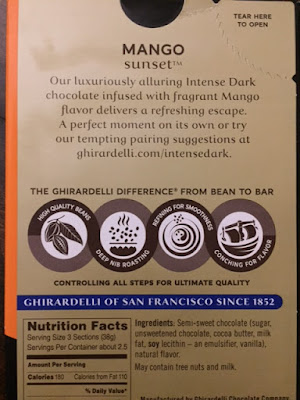 TEAR HERE
TO OPEN
MANGO
sunset™
Our luxuriously alluring Intense Dark
chocolate infused with fragrant Mango
flavor delivers a refreshing escape.
A perfect moment on its own or try
our tempting pairing suggestions at
ghirardelli.com/intensedark.
THE GHIRARDELLI DIFFERENCE® FROM BEAN TO BAR
HIGH QUALITY BEANS
DEEP NIB ROASTING
REFINING FOR SMOOTHNESS
CONCHING FOR FLAVOR
CONTROLLING ALL STEPS FOR ULTIMATE QUALITY
GHIRARDELLI OF SAN FRANCISCO SINCE 1852
Nutrition Facts
Serving Size 3 Sections (38g)
Servings Per Container about 2.5
Amount Per Serving
Calories 180 Calories from Fat 110
% Daily Value*
Ingredients: Semi-sweet chocolate (sugar,
unsweetened chocolate, cocoa butter, milk
fat, soy lecithin – an emulsifier, vanilla),
natural flavor.
May contain tree nuts and milk.
Manufactured by Ghirardelli Chocolate Company